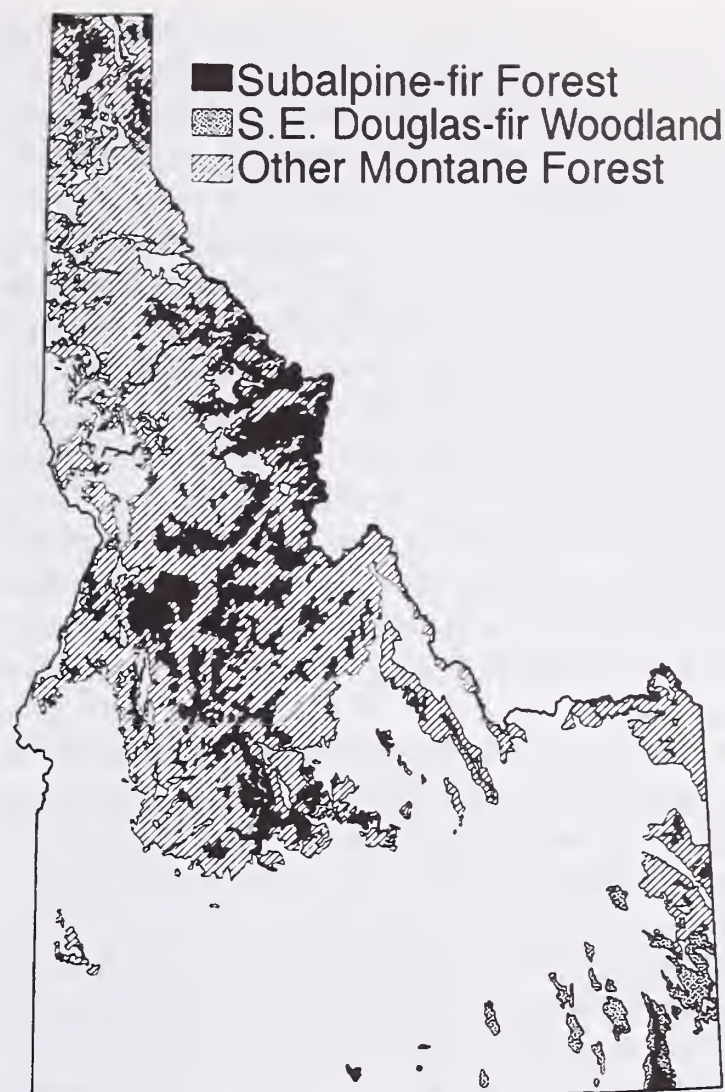 Subalpine-fir Forest
S.E. Douglas-fir Woodland
Other Montane Forest